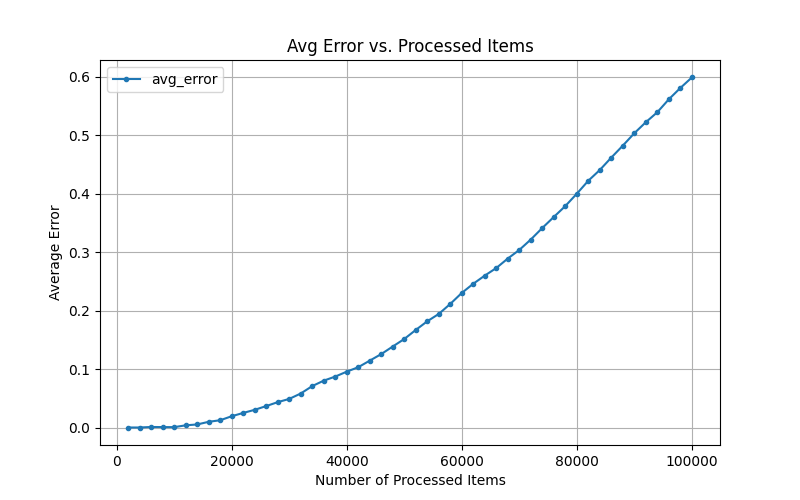 Avg Error vs. Processed Items
avg_error
0.6
0.5
0.4
0.3
0.2
0.1
0.0
Average Error
0 20000 40000 60000 80000 100000
Number of Processed Items